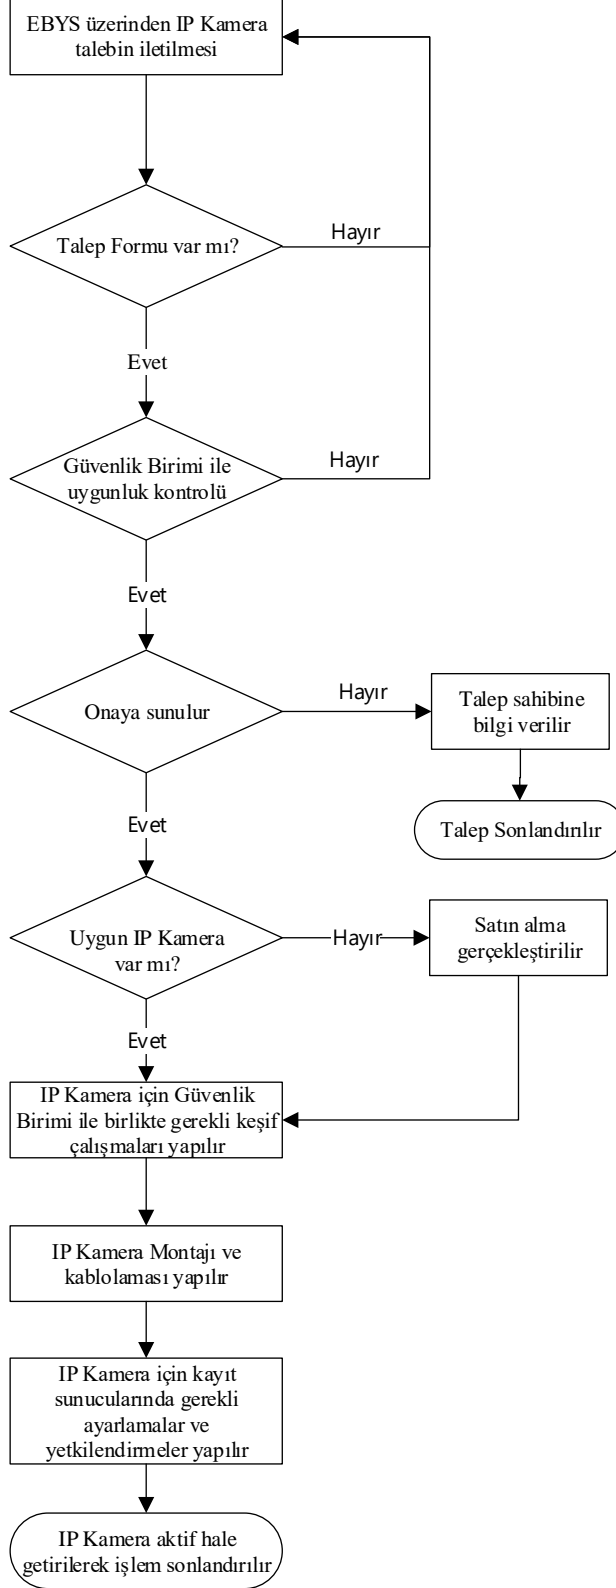 EBYS üzerinden IP Kamera
talebin iletilmesi
Talep Formu var mı?
Hayır
Evet
Güvenlik Birimi ile
uygunluk kontrolü
Hayır
Evet
Onaya sunulur
Hayır
Talep sahibine
bilgi verilir
Evet
Talep Sonlandırılır
Uygun IP Kamera
var mı?
Hayır
Satın alma
gerçekleştirilir
Evet
IP Kamera için Güvenlik
Birimi ile birlikte gerekli keşif
çalışmaları yapılır
IP Kamera Montajı ve
kablolaması yapılır
IP Kamera için kayıt
sunucularında gerekli
ayarlamalar ve
yetkilendirmeler yapılır
IP Kamera aktif hale
getirilerek işlem sonlandırılır